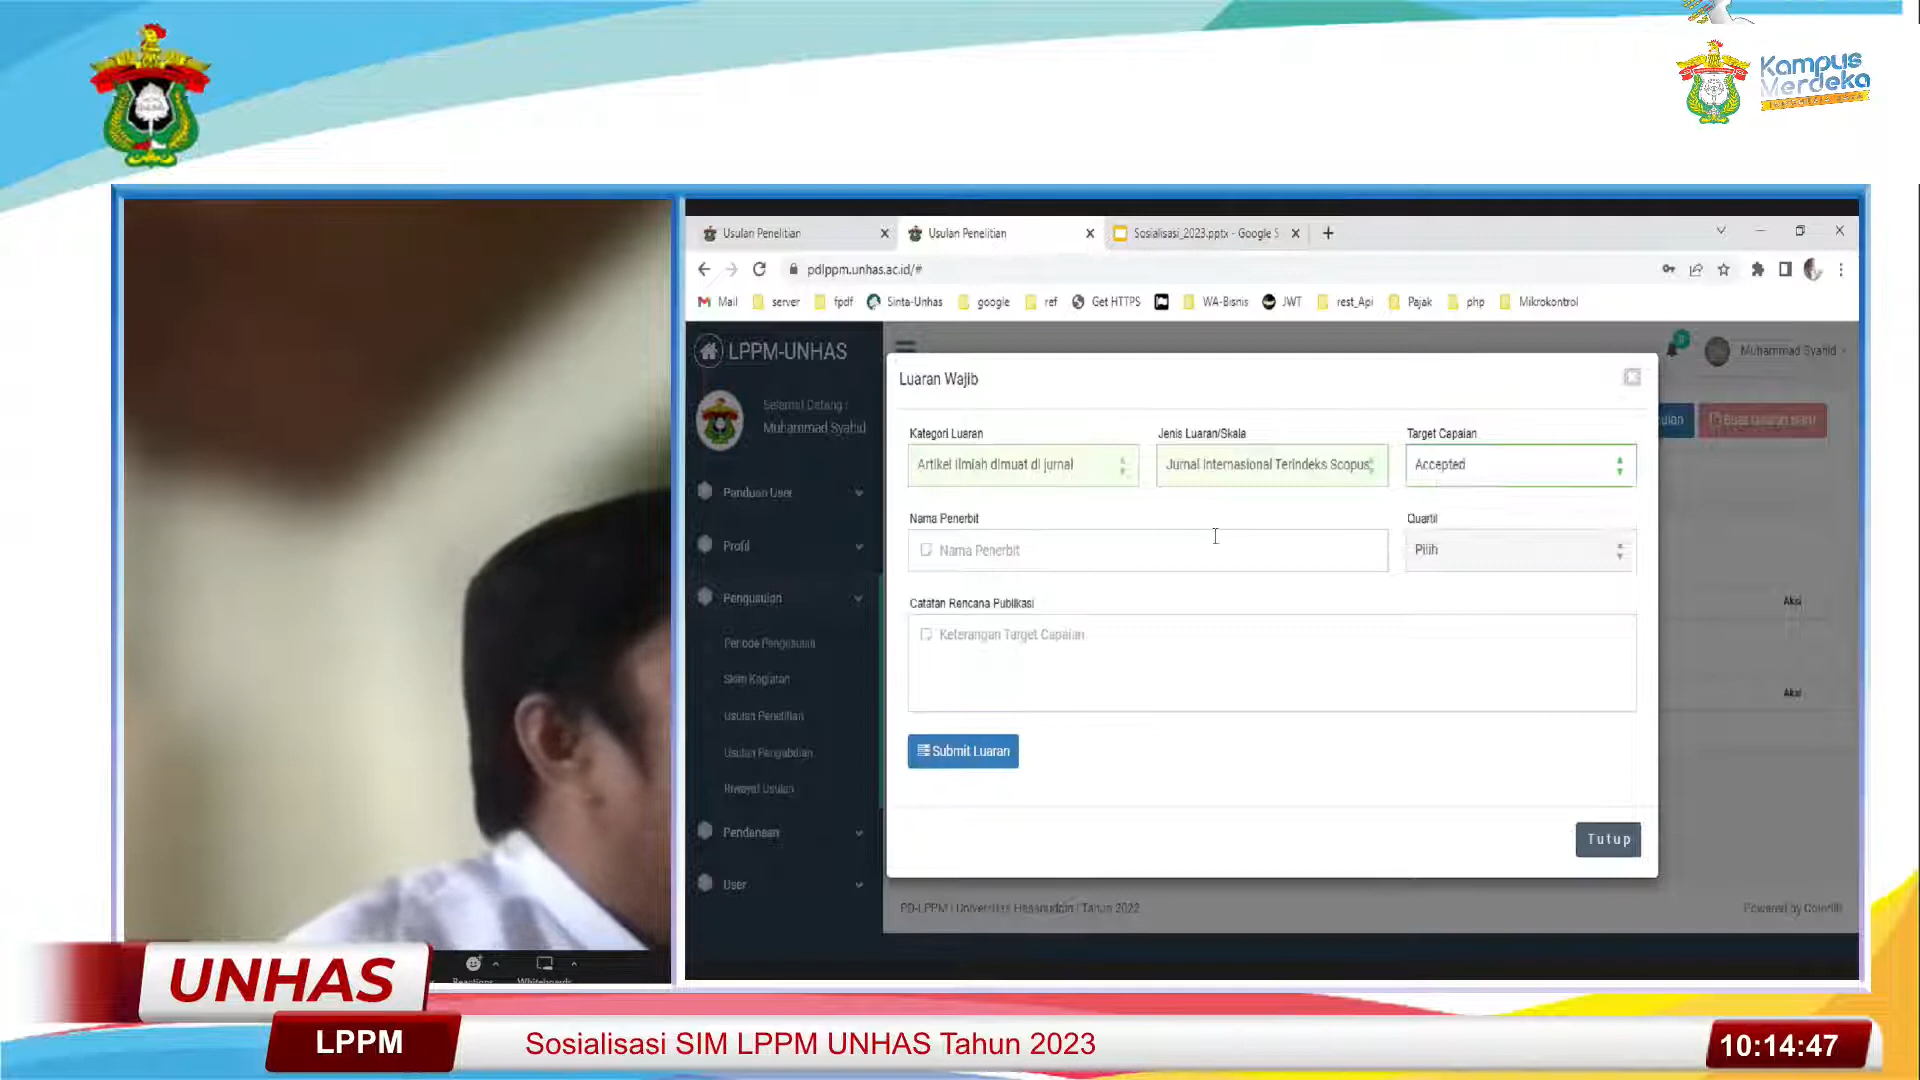 Kampus
Merdeka
Usulan Penelitian
Usulan Penelitian
Sosialisasi_2023.pptx - Google S
pdlppm.unhas.ac.id/#
Mail server fpdf Sinta-Unhas google ref Get HTTPS WA-Bisnis JWT rest_Api Pajak php Mikrokontrol
LPPM-UNHAS
Selamat Datang :
Muhammad Syahid
Muhammad Syahid
Panduan User
Profil
Pengusulan
Periode Pengusulan
Skim Kegiatan
Usulan Penelitian
Usulan Pengabdian
Riwayat Usulan
Pendanaan
User
Luaran Wajib
Kategori Luaran Jenis Luaran/Skala Target Capaian
Artikel ilmiah dimuat di jurnal Jurnal Internasional Terindeks Scopus Accepted
Nama Penerbit Quartil
Nama Penerbit Pilih
Catatan Rencana Publikasi
Keterangan Target Capaian
Submit Luaran
Tutup
Aksi
Aksi
PD-LPPM | Universitas Hasanuddin | Tahun 2022
Powered by Colorlib
Reactions Whiteboards
UNHAS
LPPM
Sosialisasi SIM LPPM UNHAS Tahun 2023
10:14:47